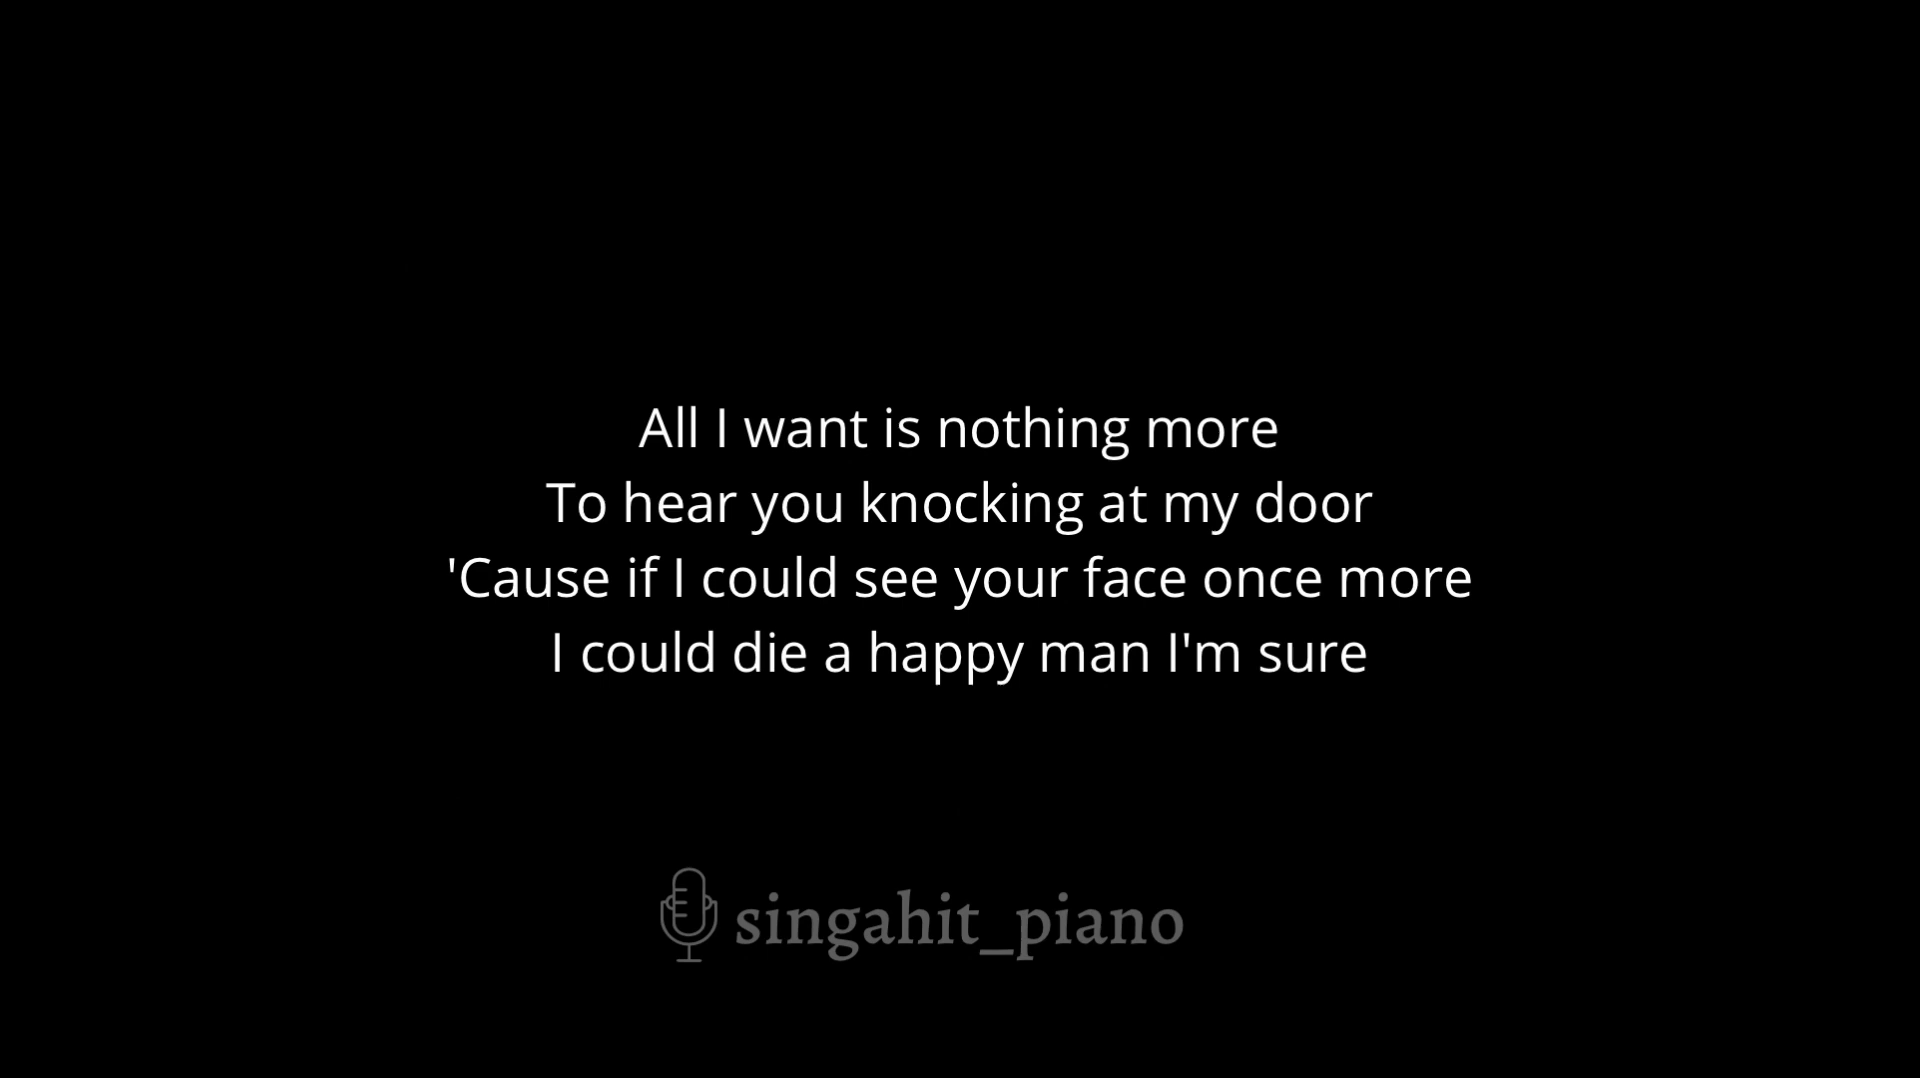 All I want is nothing more
To hear you knocking at my door
'Cause if I could see your face once more
I could die a happy man I'm sure
singahit_piano